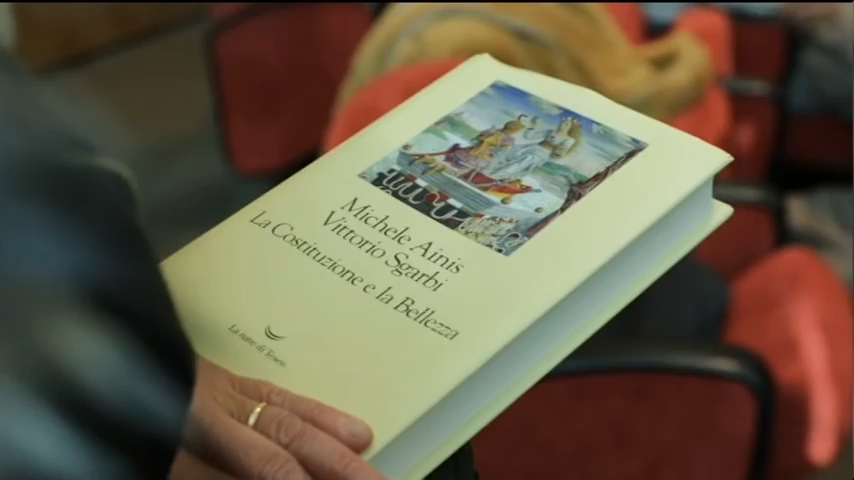 Michele Ainis
Vittorio Sgarbi
La Costituzione e la Bellezza
La nave di Teseo